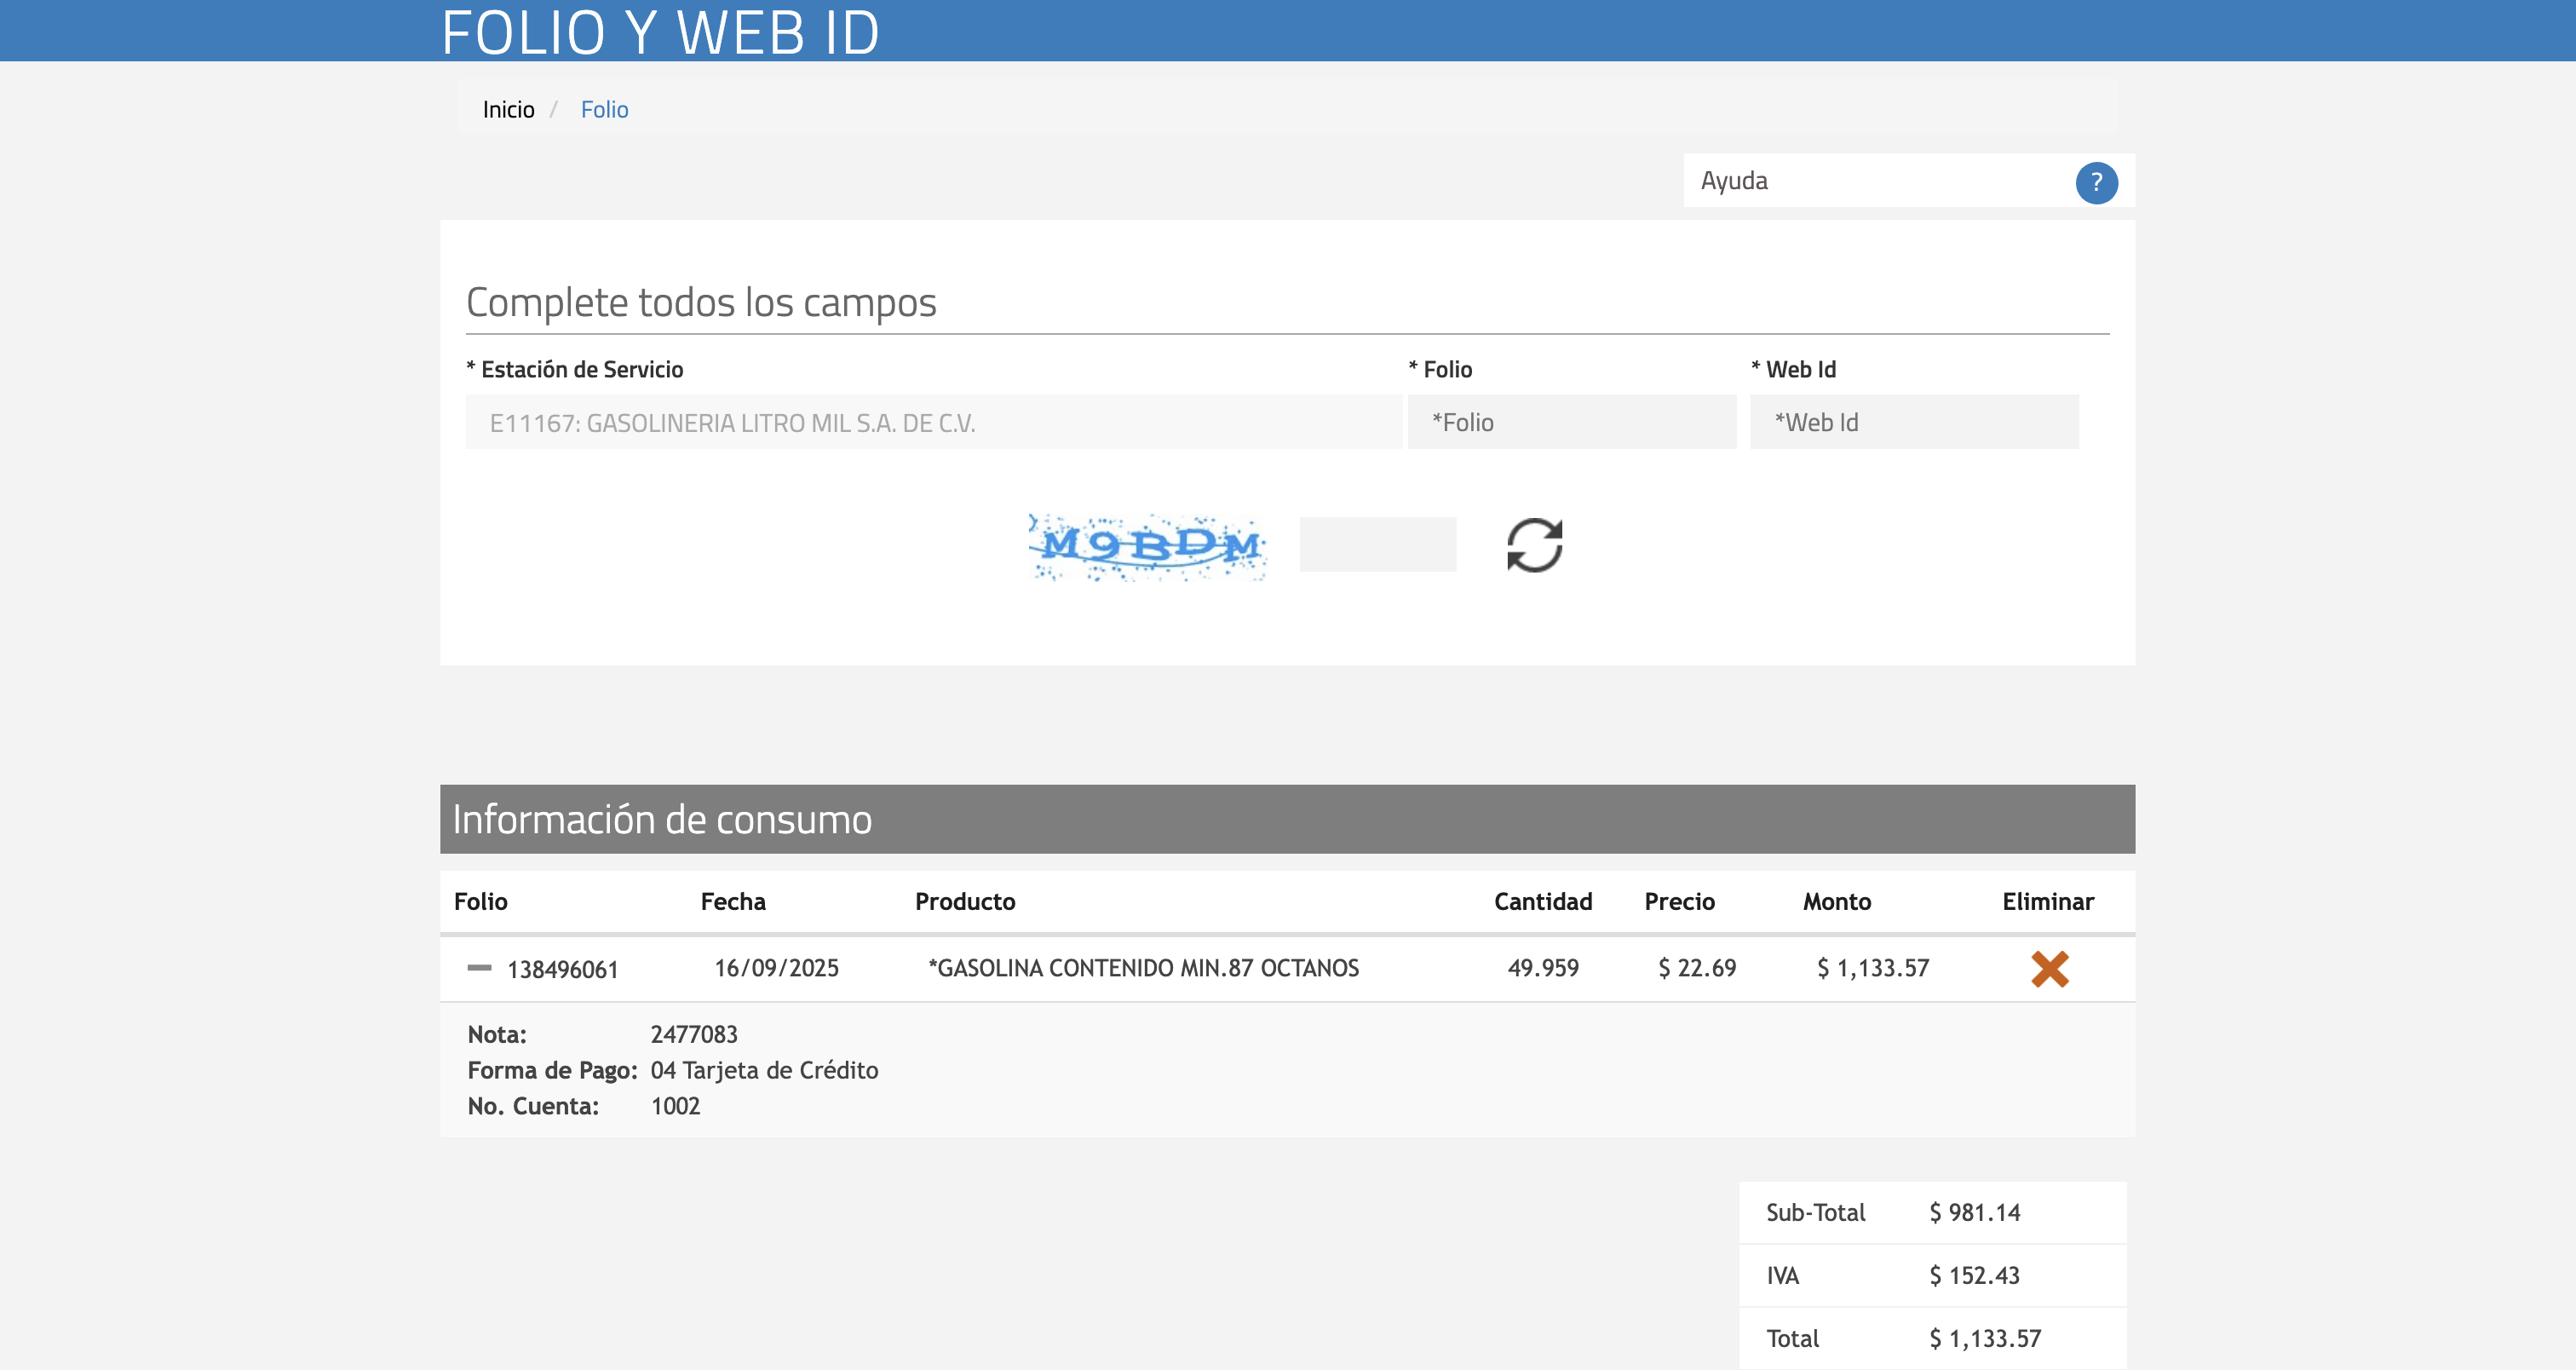 FOLIO Y WEB ID
Inicio / Folio
Ayuda ?
Complete todos los campos
* Estación de Servicio * Folio * Web Id
E11167: GASOLINERIA LITRO MIL S.A. DE C.V. *Folio *Web Id
M9BDM
Información de consumo
Folio Fecha Producto Cantidad Precio Monto Eliminar
138496061 16/09/2025 *GASOLINA CONTENIDO MIN.87 OCTANOS 49.959 $ 22.69 $ 1,133.57
Nota: 2477083
Forma de Pago: 04 Tarjeta de Crédito
No. Cuenta: 1002
Sub-Total $ 981.14
IVA $ 152.43
Total $ 1,133.57